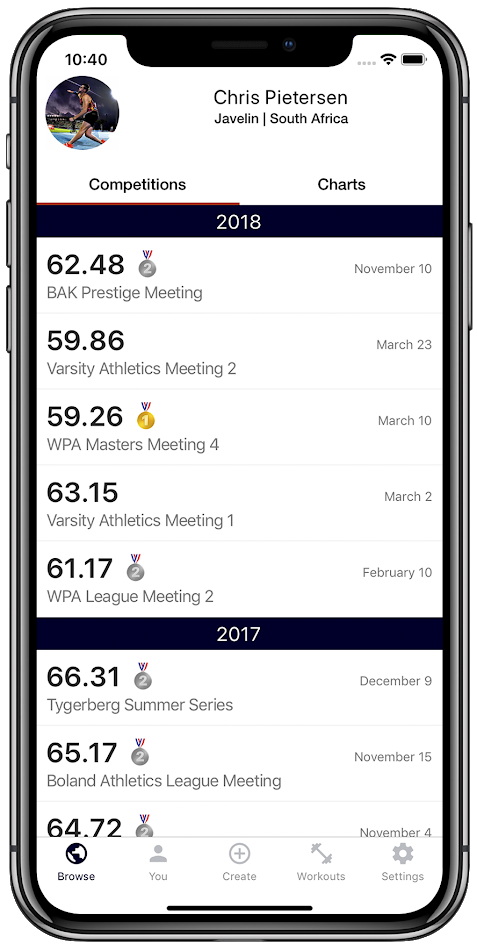 10:40
Chris Pietersen
Javelin | South Africa
Competitions Charts
2018
62.48 2
November 10
BAK Prestige Meeting
59.86
March 23
Varsity Athletics Meeting 2
59.26 1
March 10
WPA Masters Meeting 4
63.15
March 2
Varsity Athletics Meeting 1
61.17 2
February 10
WPA League Meeting 2
2017
66.31 2
December 9
Tygerberg Summer Series
65.17 2
November 15
Boland Athletics League Meeting
64.72 2
November 4
Browse You Create Workouts Settings